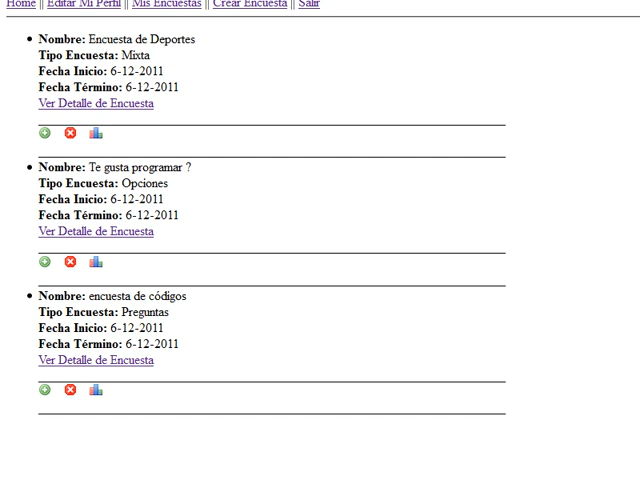 Home || Editar Mi Perfil || Mis Encuestas || Crear Encuesta || Salir
Nombre: Encuesta de Deportes
Tipo Encuesta: Mixta
Fecha Inicio: 6-12-2011
Fecha Término: 6-12-2011
Ver Detalle de Encuesta
Nombre: Te gusta programar ?
Tipo Encuesta: Opciones
Fecha Inicio: 6-12-2011
Fecha Término: 6-12-2011
Ver Detalle de Encuesta
Nombre: encuesta de códigos
Tipo Encuesta: Preguntas
Fecha Inicio: 6-12-2011
Fecha Término: 6-12-2011
Ver Detalle de Encuesta